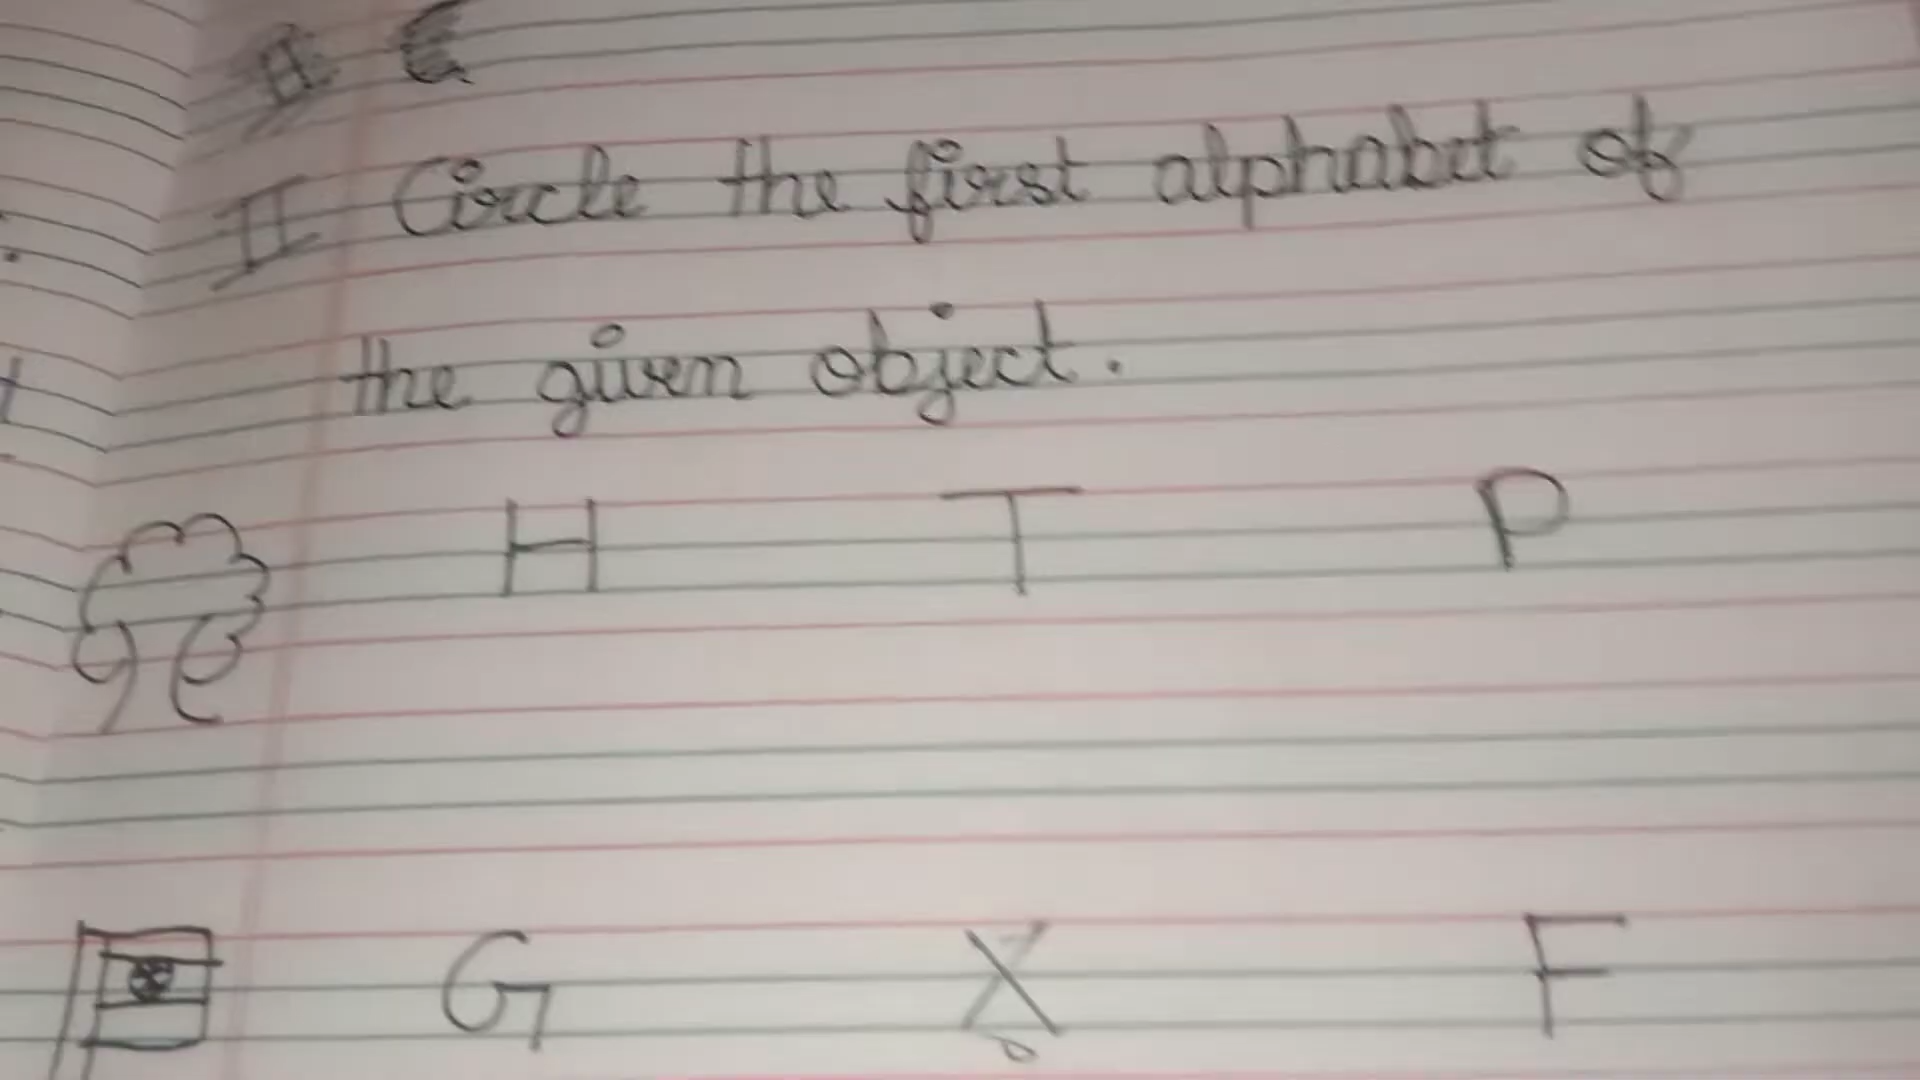 II Circle the first alphabet of
the given object.
H T P
G X F